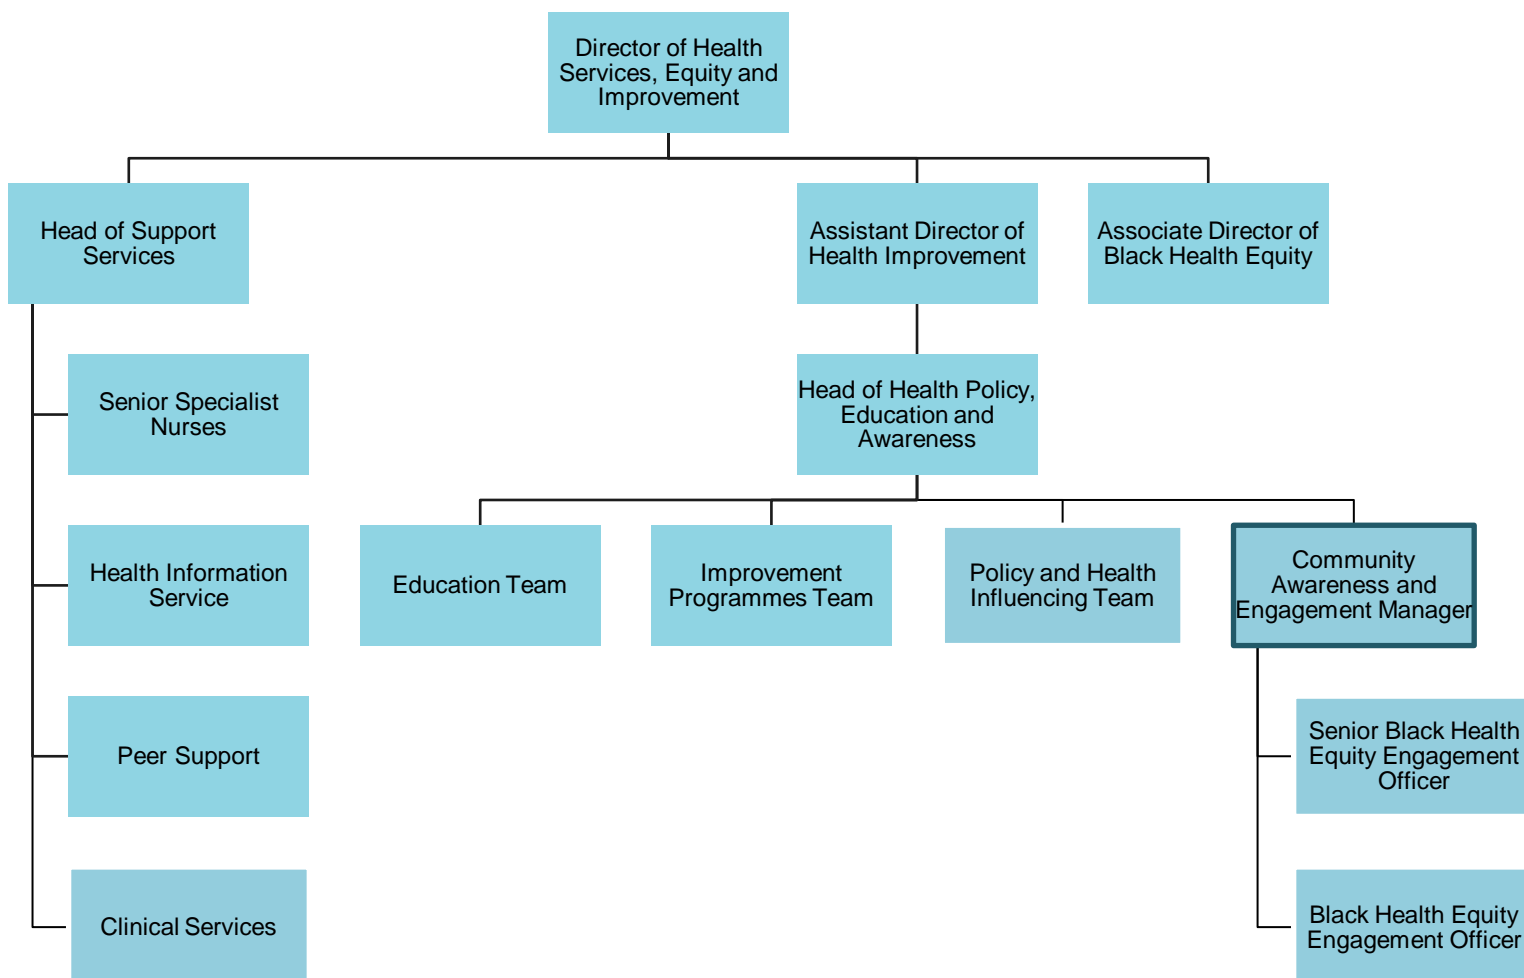 Director of Health
Services, Equity and
Improvement
Head of Support
Services
Assistant Director of
Health Improvement
Associate Director of
Black Health Equity
Senior Specialist
Nurses
Head of Health Policy,
Education and
Awareness
Health Information
Service
Education Team
Improvement
Programmes Team
Policy and Health
Influencing Team
Community
Awareness and
Engagement Manager
Peer Support
Senior Black Health
Equity Engagement
Officer
Clinical Services
Black Health Equity
Engagement Officer